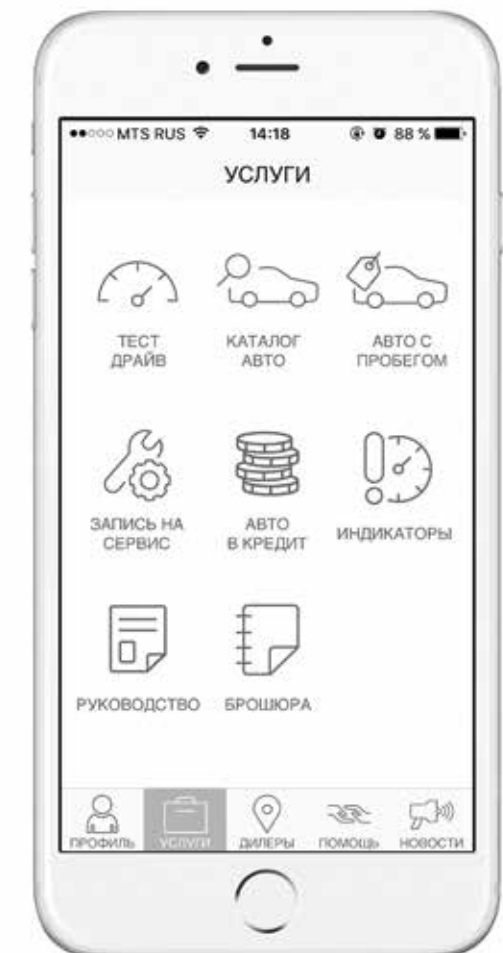 MTS RUS 14:18 88 %
УСЛУГИ
ТЕСТ
ДРАЙВ
КАТАЛОГ
АВТО
АВТО С
ПРОБЕГОМ
ЗАПИСЬ НА
СЕРВИС
АВТО
В КРЕДИТ
ИНДИКАТОРЫ
РУКОВОДСТВО
БРОШЮРА
ПРОФИЛЬ УСЛУГИ ДИЛЕРЫ ПОМОЩЬ НОВОСТИ